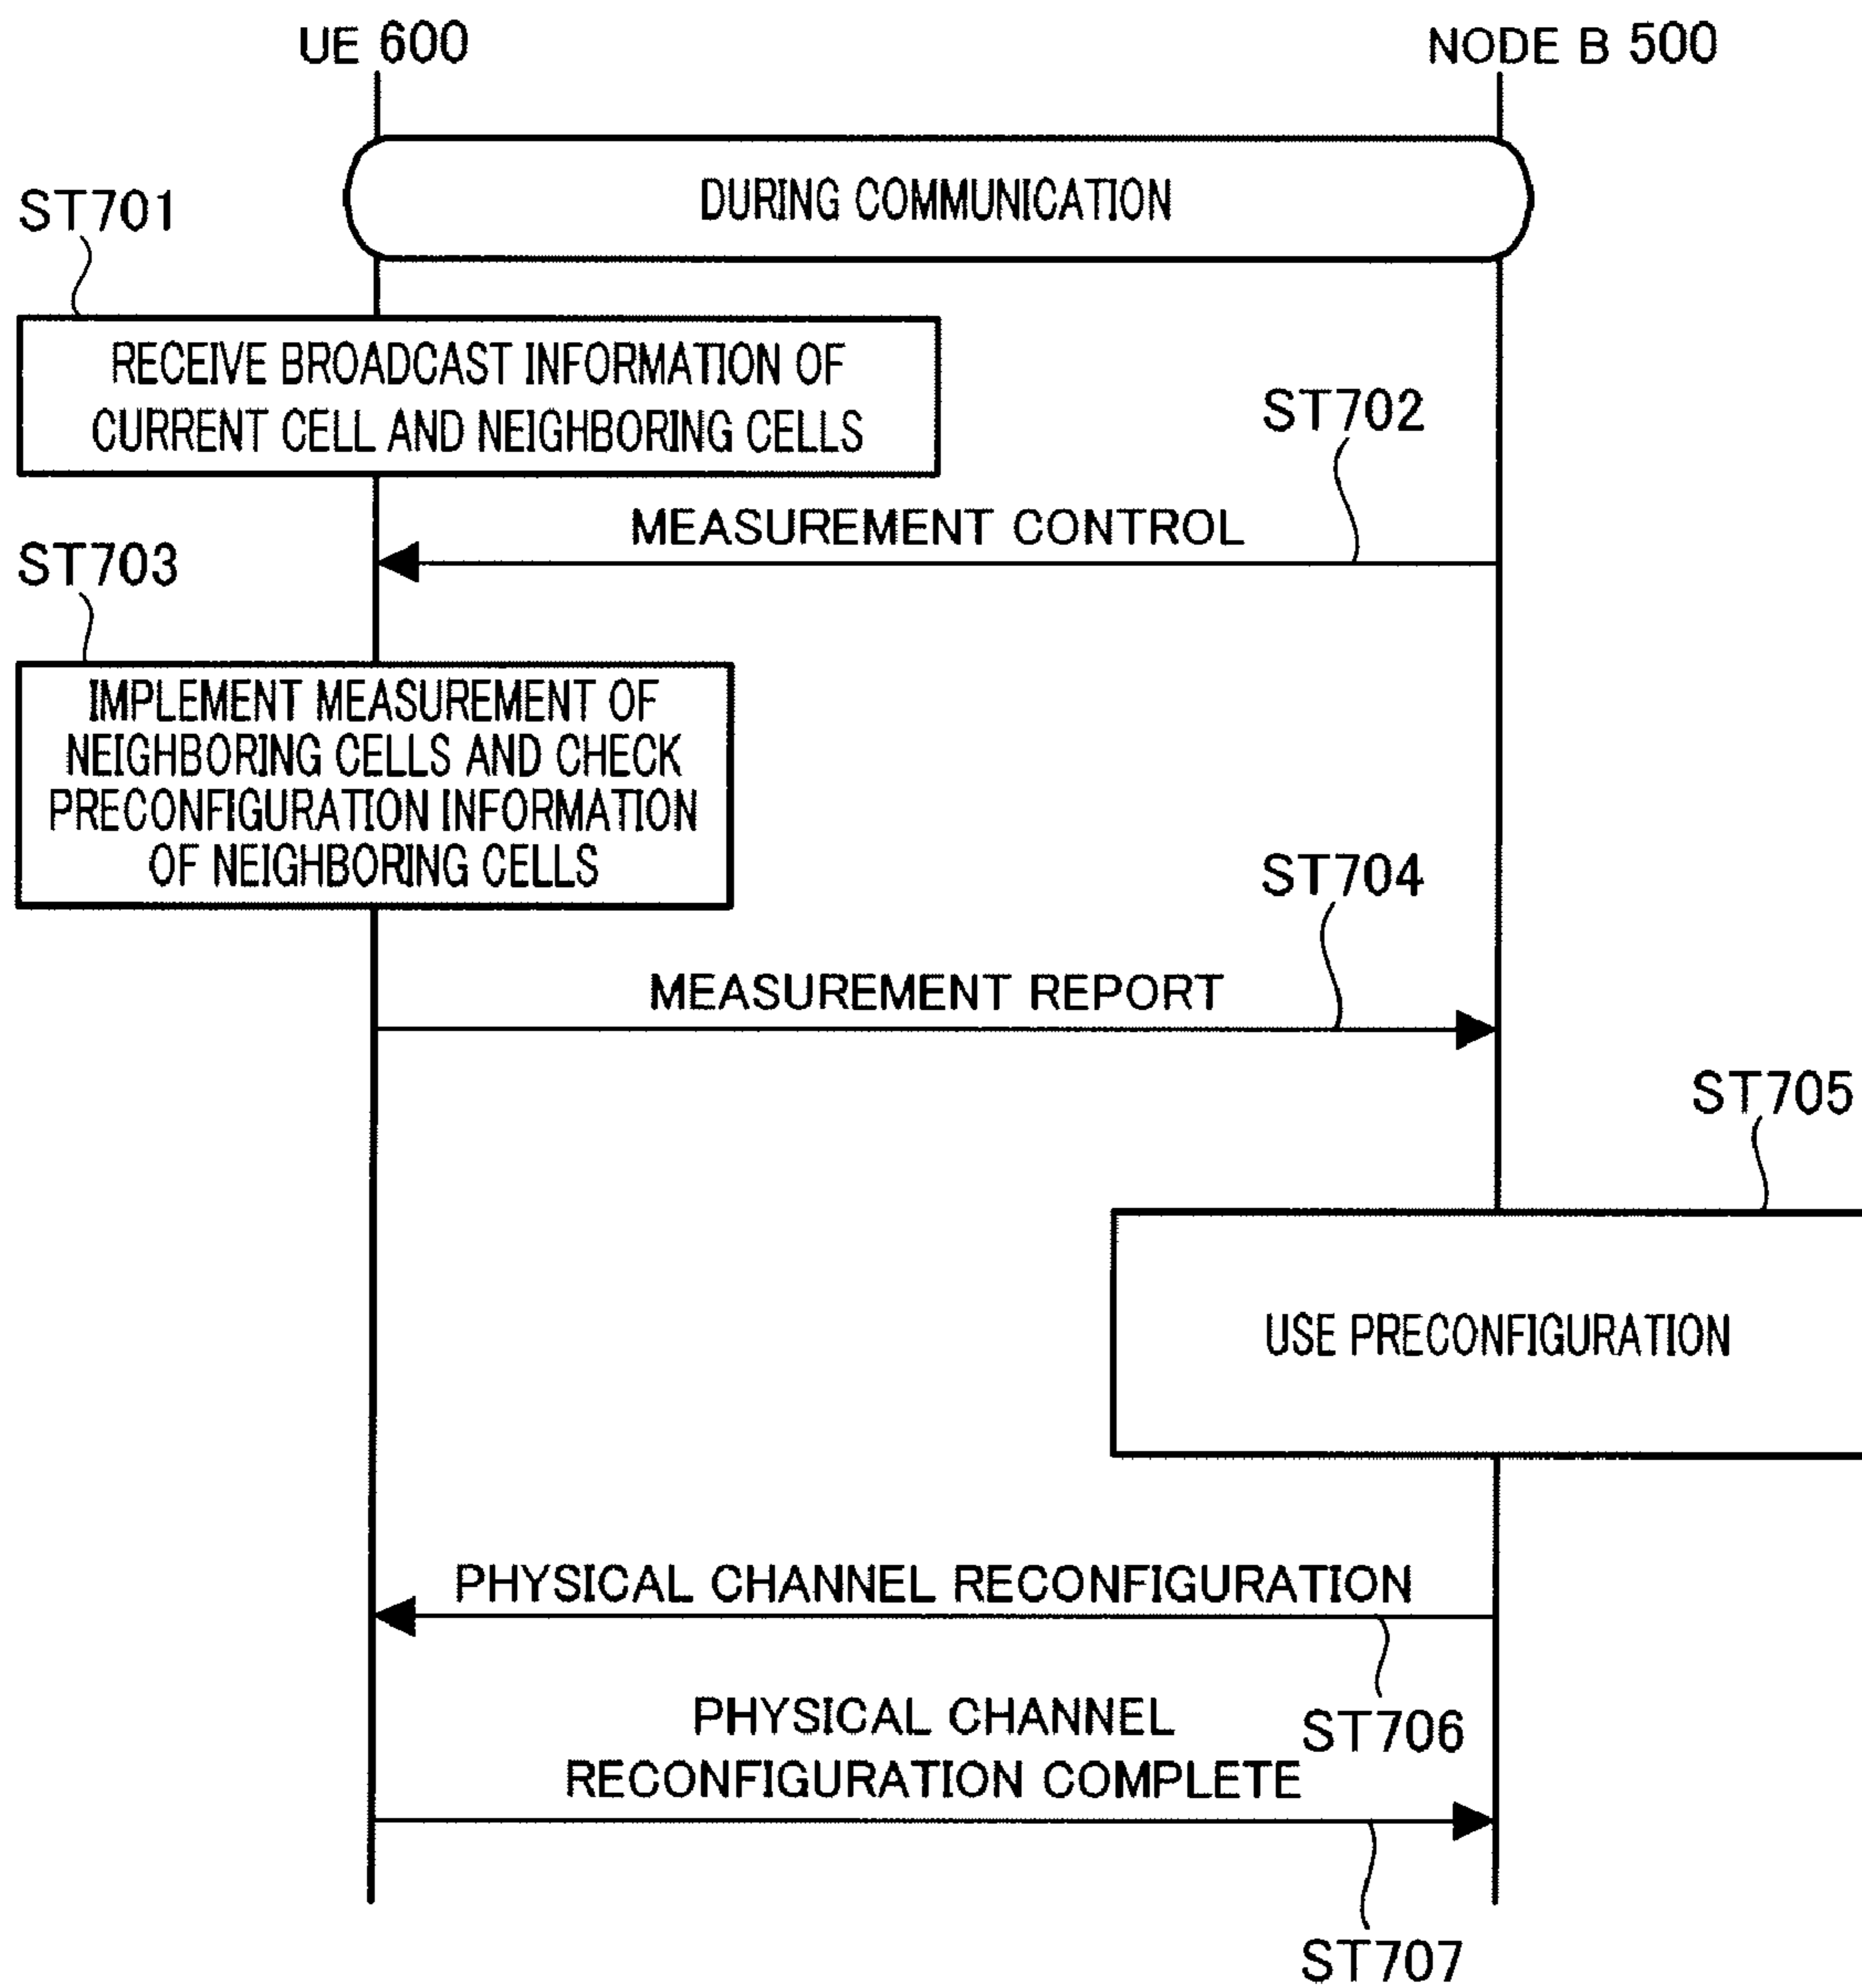 UE 600
NODE B 500
DURING COMMUNICATION
ST701
RECEIVE BROADCAST INFORMATION OF
CURRENT CELL AND NEIGHBORING CELLS
ST702
MEASUREMENT CONTROL
ST703
IMPLEMENT MEASUREMENT OF
NEIGHBORING CELLS AND CHECK
PRECONFIGURATION INFORMATION
OF NEIGHBORING CELLS
ST704
MEASUREMENT REPORT
ST705
USE PRECONFIGURATION
PHYSICAL CHANNEL RECONFIGURATION
ST706
PHYSICAL CHANNEL
RECONFIGURATION COMPLETE
ST707